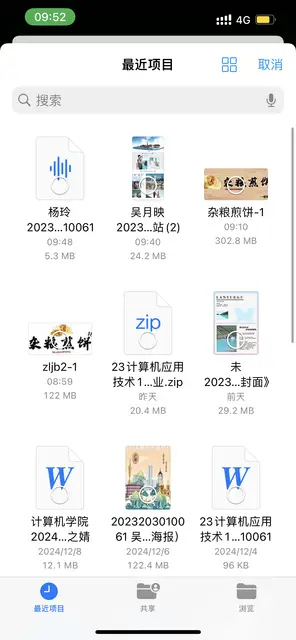 09:52
4G
最近项目
取消
搜索
杨玲
2023...10061
09:48
5.3 MB
吴月映
2023...站 (2)
09:40
24.2 MB
杂粮煎饼
杂粮煎饼-1
09:10
302.8 MB
杂粮煎饼
zljb2-1
08:59
122 MB
zip
23计算机应用
技术1...业.zip
昨天
20.4 MB
未
2023...封面》
前天
29.2 MB
W
计算机学院
2024...之婧
2024/12/8
12.1 MB
20232030100
61 吴...海报）
2024/12/6
122.4 MB
W
23计算机应用
技术1...10061
2024/12/4
96 KB
最近项目
共享
浏览